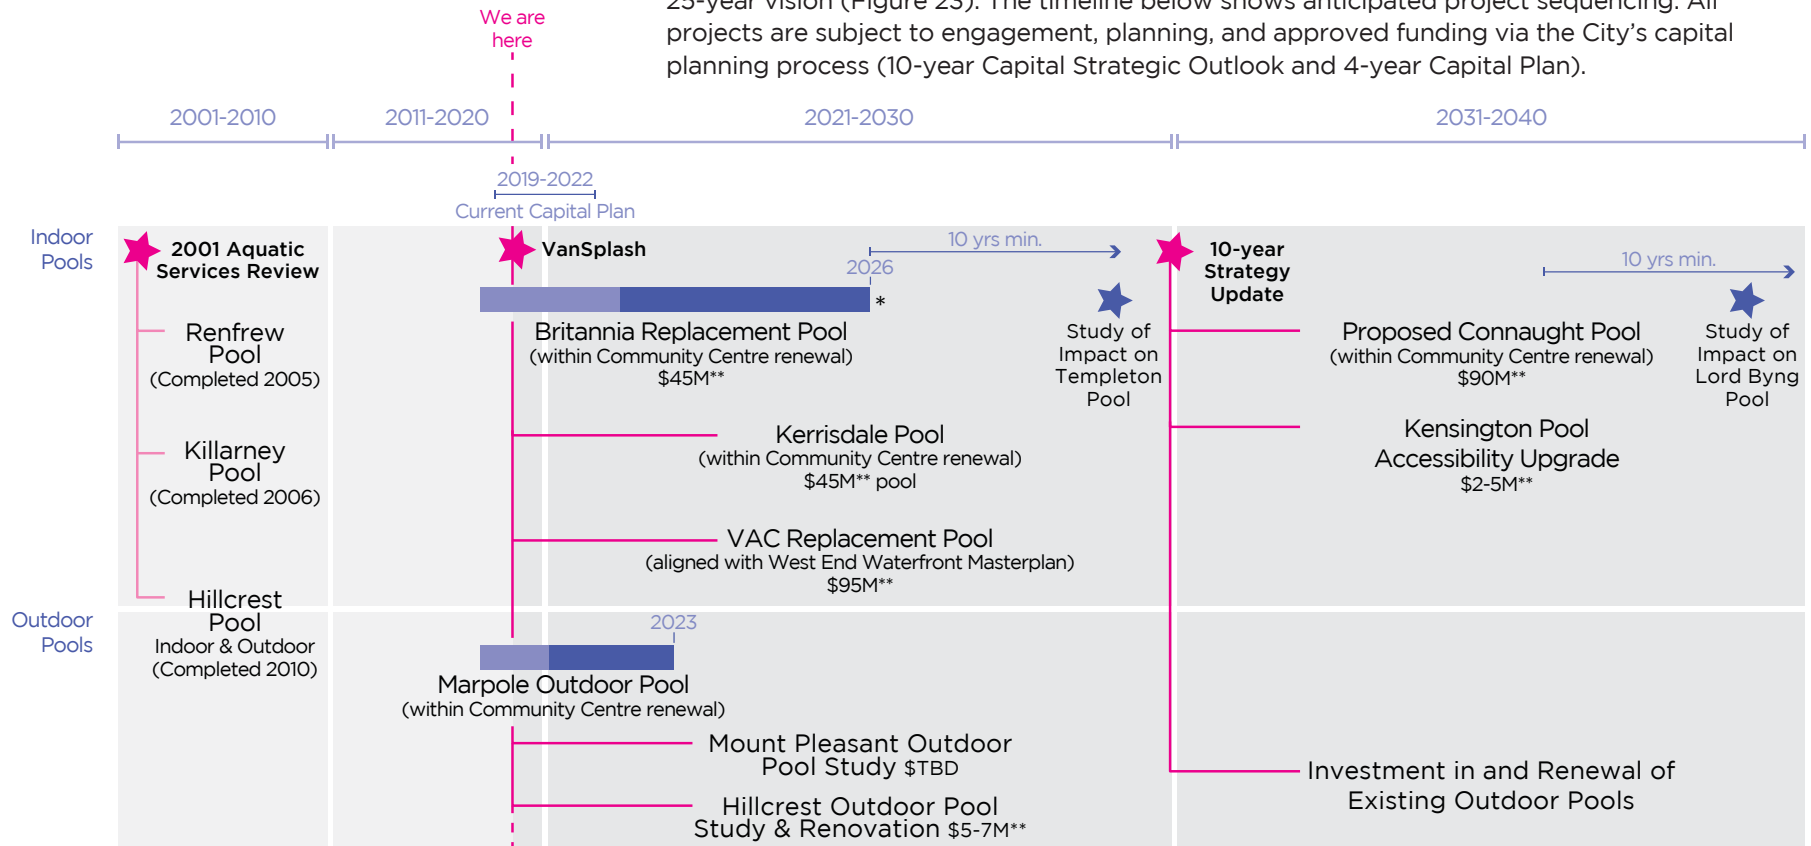 25-year vision (Figure 23). The timeline below shows anticipated project sequencing. All
projects are subject to engagement, planning, and approved funding via the City's capital
planning process (10-year Capital Strategic Outlook and 4-year Capital Plan).
We are
here
2001-2010
2011-2020
2021-2030
2031-2040
2019-2022
Current Capital Plan
Indoor
Pools
2001 Aquatic
Services Review
Renfrew
Pool
(Completed 2005)
Killarney
Pool
(Completed 2006)
Hillcrest
Pool
Indoor & Outdoor
(Completed 2010)
VanSplash
10 yrs min.
2026
*
Britannia Replacement Pool
(within Community Centre renewal)
$45M**
Study of
Impact on
Templeton
Pool
Kerrisdale Pool
(within Community Centre renewal)
$45M** pool
VAC Replacement Pool
(aligned with West End Waterfront Masterplan)
$95M**
10-year
Strategy
Update
10 yrs min.
Proposed Connaught Pool
(within Community Centre renewal)
$90M**
Study of
Impact on
Lord Byng
Pool
Kensington Pool
Accessibility Upgrade
$2-5M**
Outdoor
Pools
2023
Marpole Outdoor Pool
(within Community Centre renewal)
Mount Pleasant Outdoor
Pool Study $TBD
Hillcrest Outdoor Pool
Study & Renovation $5-7M**
Investment in and Renewal of
Existing Outdoor Pools